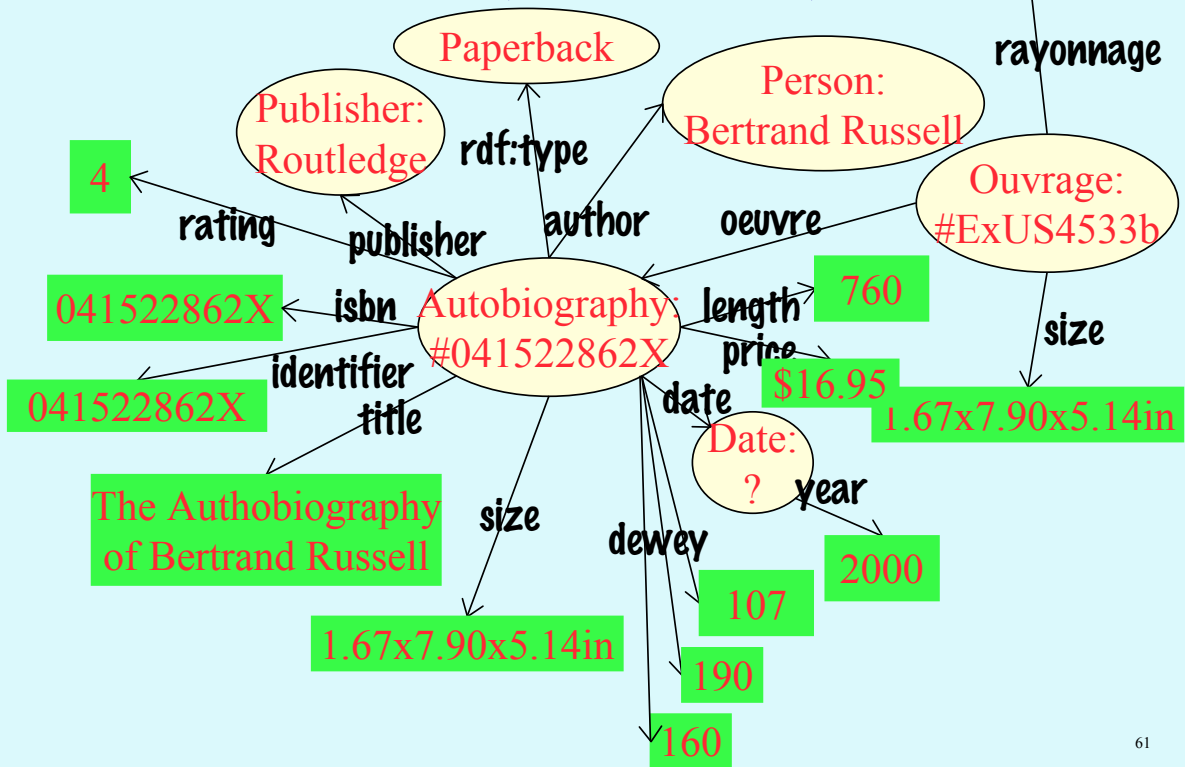 Paperback
rayonnage
Publisher:
Routledge
Person:
Bertrand Russell
rdf:type
4
Ouvrage:
#ExUS4533b
rating
publisher
author
oeuvre
041522862X
isbn
Autobiography:
#041522862X
length
760
price
size
identifier
041522862X
$16.95
title
date
1.67x7.90x5.14in
Date:
?
year
The Authobiography
of Bertrand Russell
size
dewey
2000
107
1.67x7.90x5.14in
190
160
61